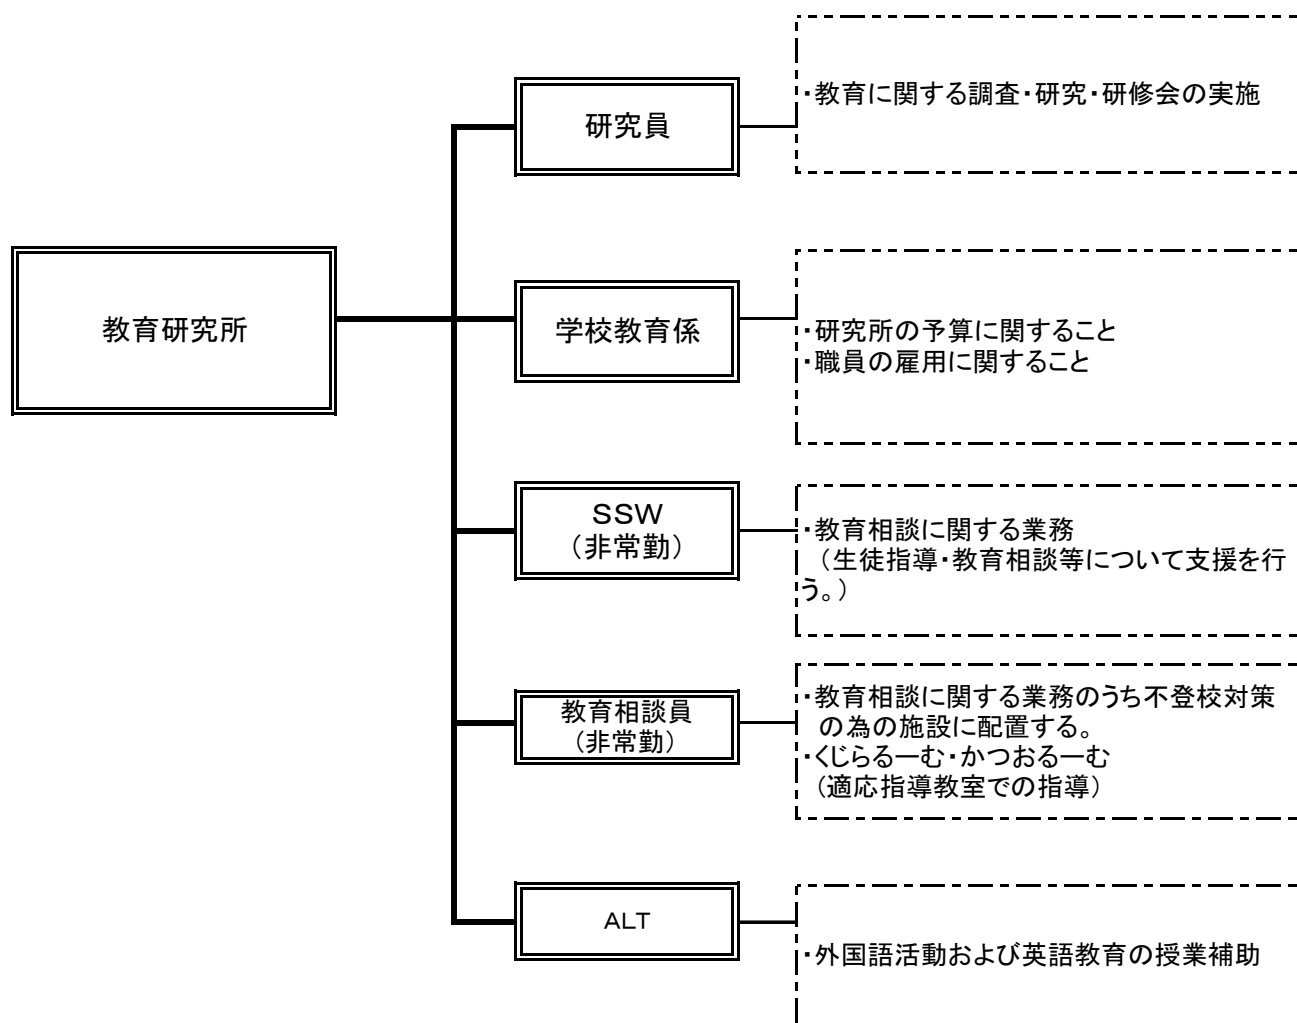 教育研究所
研究員
・教育に関する調査・研究・研修会の実施
学校教育係
・研究所の予算に関すること
・職員の雇用に関すること
ＳＳＷ
（非常勤）
・教育相談に関する業務
（生徒指導・教育相談等について支援を行
う。）
教育相談員
（非常勤）
・教育相談に関する業務のうち不登校対策
の為の施設に配置する。
・くじらるーむ・かつおるーむ
（適応指導教室での指導）
ALT
・外国語活動および英語教育の授業補助